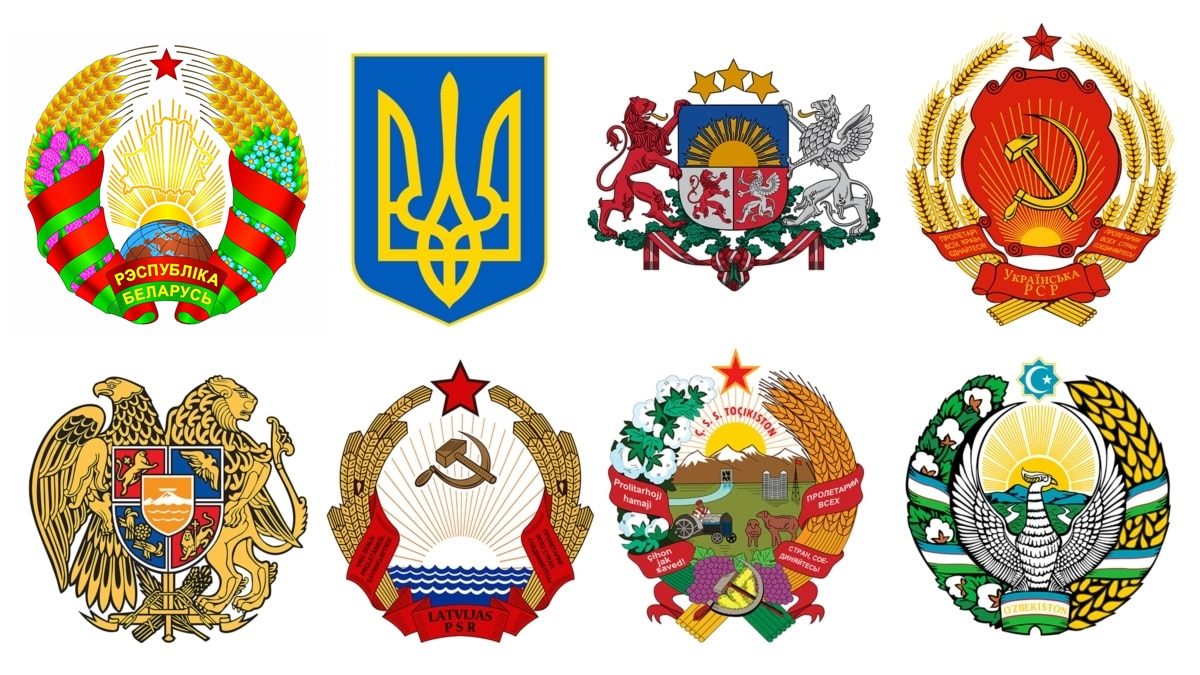 РЭСПУБЛІКА
БЕЛАРУСЬ
ПРОЛЕТАРІ
ВСІХ КРАЇН
ЄДНАЙТЕСЯ!
ПРОЛЕТАРИИ
ВСЕХ СТРАН
СОЕДИНЯЙТЕСЬ!
УКРАЇНСЬКА
РСР
LATVIJAS
PSR
Ç. S. S. TOÇIKISTON
Prolitarhoji
hamaji
ПРОЛЕТАРИИ
ВСЕХ
çihon
jak
şaved!
СТРАН, СОЕ-
ДИНЯЙТЕСЬ!
O'ZBEKISTON